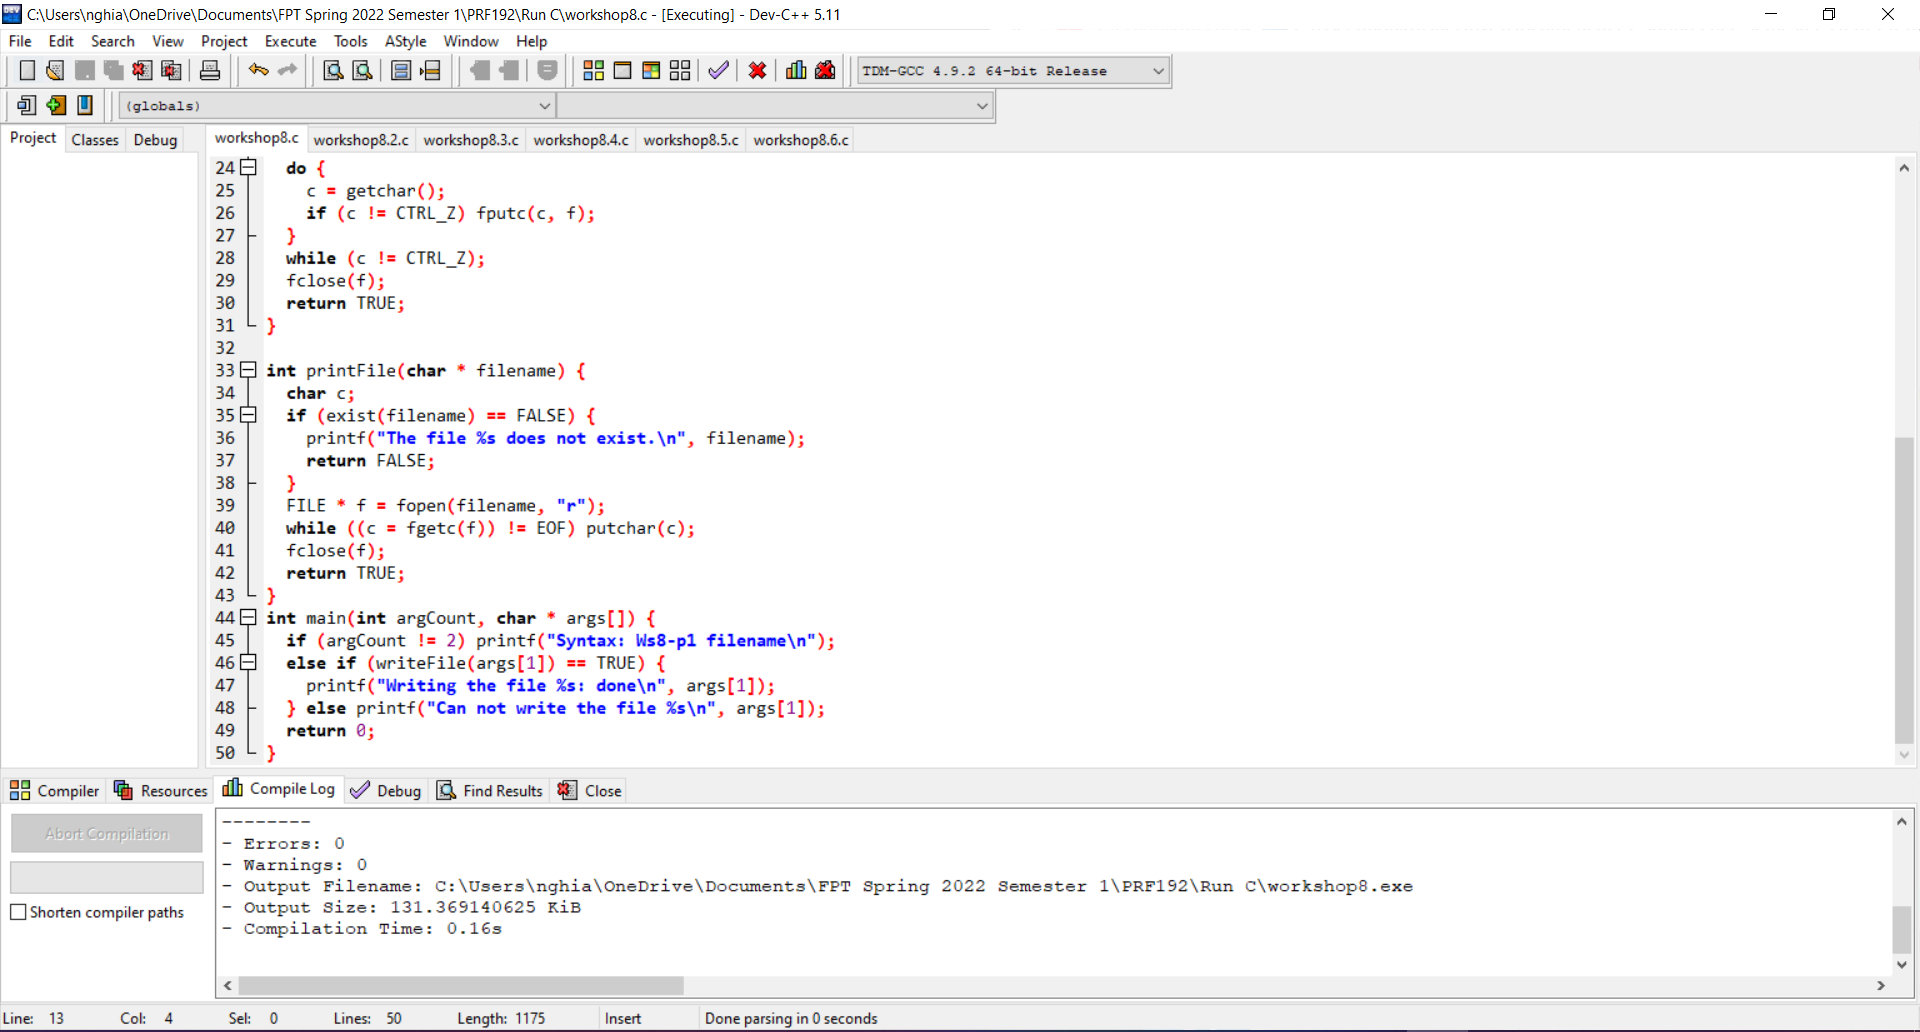 C:\Users\nghia\OneDrive\Documents\FPT Spring 2022 Semester 1\PRF192\Run C\workshop8.c - [Executing] - Dev-C++ 5.11
File Edit Search View Project Execute Tools AStyle Window Help
TDM-GCC 4.9.2 64-bit Release
(globals)
Project Classes Debug workshop8.c workshop8.2.c workshop8.3.c workshop8.4.c workshop8.5.c workshop8.6.c
24 do {
25 c = getchar();
26 if (c != CTRL_Z) fputc(c, f);
27 }
28 while (c != CTRL_Z);
29 fclose(f);
30 return TRUE;
31 }
32
33 int printFile(char * filename) {
34 char c;
35 if (exist(filename) == FALSE) {
36 printf("The file %s does not exist.\n", filename);
37 return FALSE;
38 }
39 FILE * f = fopen(filename, "r");
40 while ((c = fgetc(f)) != EOF) putchar(c);
41 fclose(f);
42 return TRUE;
43 }
44 int main(int argCount, char * args[]) {
45 if (argCount != 2) printf("Syntax: Ws8-p1 filename\n");
46 else if (writeFile(args[1]) == TRUE) {
47 printf("Writing the file %s: done\n", args[1]);
48 } else printf("Can not write the file %s\n", args[1]);
49 return 0;
50 }
Compiler Resources Compile Log Debug Find Results Close
Abort Compilation
Shorten compiler paths
--------
- Errors: 0
- Warnings: 0
- Output Filename: C:\Users\nghia\OneDrive\Documents\FPT Spring 2022 Semester 1\PRF192\Run C\workshop8.exe
- Output Size: 131.369140625 KiB
- Compilation Time: 0.16s
Line: 13 Col: 4 Sel: 0 Lines: 50 Length: 1175 Insert Done parsing in 0 seconds